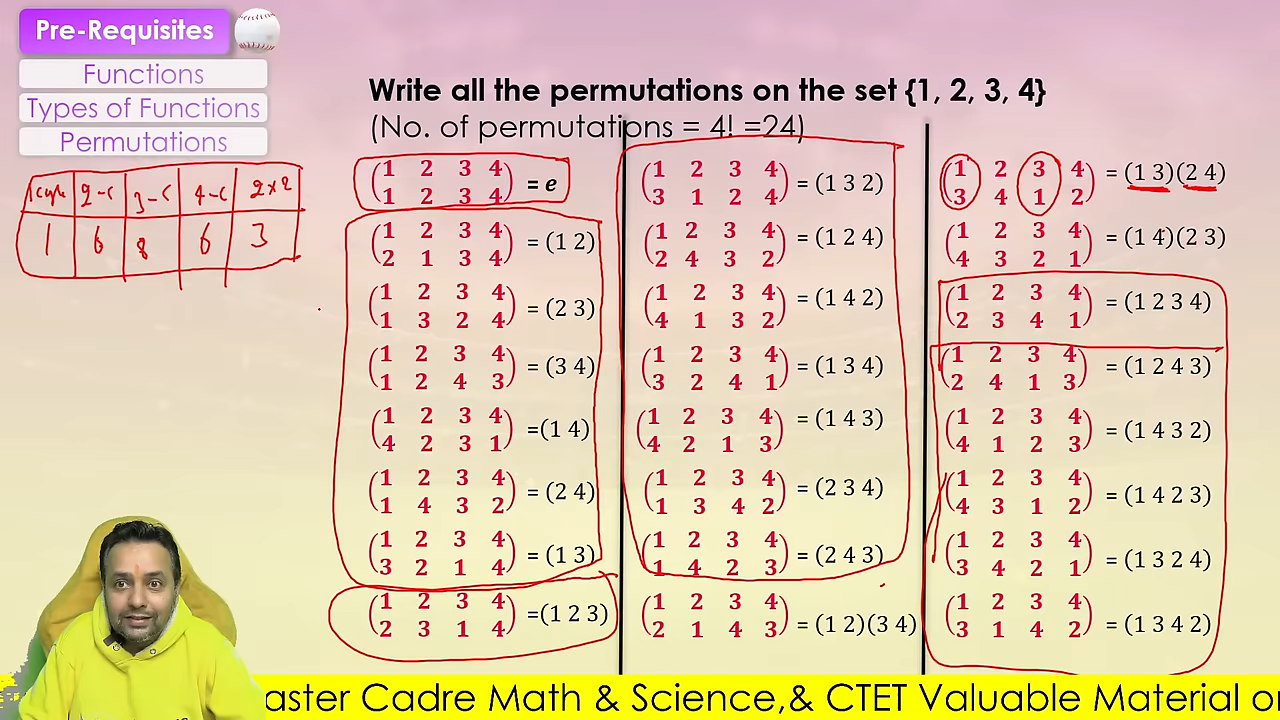 Pre-Requisites
Functions
Types of Functions
Permutations
1 cycle 2-c 3-c 4-c 2x2
1 6 8 6 3
Write all the permutations on the set {1, 2, 3, 4}
(No. of permutations = 4! =24)
(1 2 3 4)
(1 2 3 4) = e
(1 2 3 4)
(2 1 3 4) = (1 2)
(1 2 3 4)
(1 3 2 4) = (2 3)
(1 2 3 4)
(1 2 4 3) = (3 4)
(1 2 3 4)
(4 2 3 1) =(1 4)
(1 2 3 4)
(1 4 3 2) = (2 4)
(1 2 3 4)
(3 2 1 4) = (1 3)
(1 2 3 4)
(2 3 1 4) =(1 2 3)
(1 2 3 4)
(3 1 2 4) = (1 3 2)
(1 2 3 4)
(2 4 3 2) = (1 2 4)
(1 2 3 4)
(4 1 3 2) = (1 4 2)
(1 2 3 4)
(3 2 4 1) = (1 3 4)
(1 2 3 4)
(4 2 1 3) = (1 4 3)
(1 2 3 4)
(1 3 4 2) = (2 3 4)
(1 2 3 4)
(1 4 2 3) = (2 4 3)
(1 2 3 4)
(2 1 4 3) = (1 2)(3 4)
(1 2 3 4)
(3 4 1 2) = (1 3)(2 4)
(1 2 3 4)
(4 3 2 1) = (1 4)(2 3)
(1 2 3 4)
(2 3 4 1) = (1 2 3 4)
(1 2 3 4)
(2 4 1 3) = (1 2 4 3)
(1 2 3 4)
(4 1 2 3) = (1 4 3 2)
(1 2 3 4)
(4 3 1 2) = (1 4 2 3)
(1 2 3 4)
(3 4 2 1) = (1 3 2 4)
(1 2 3 4)
(3 1 4 2) = (1 3 4 2)
aster Cadre Math & Science,& CTET Valuable Material o